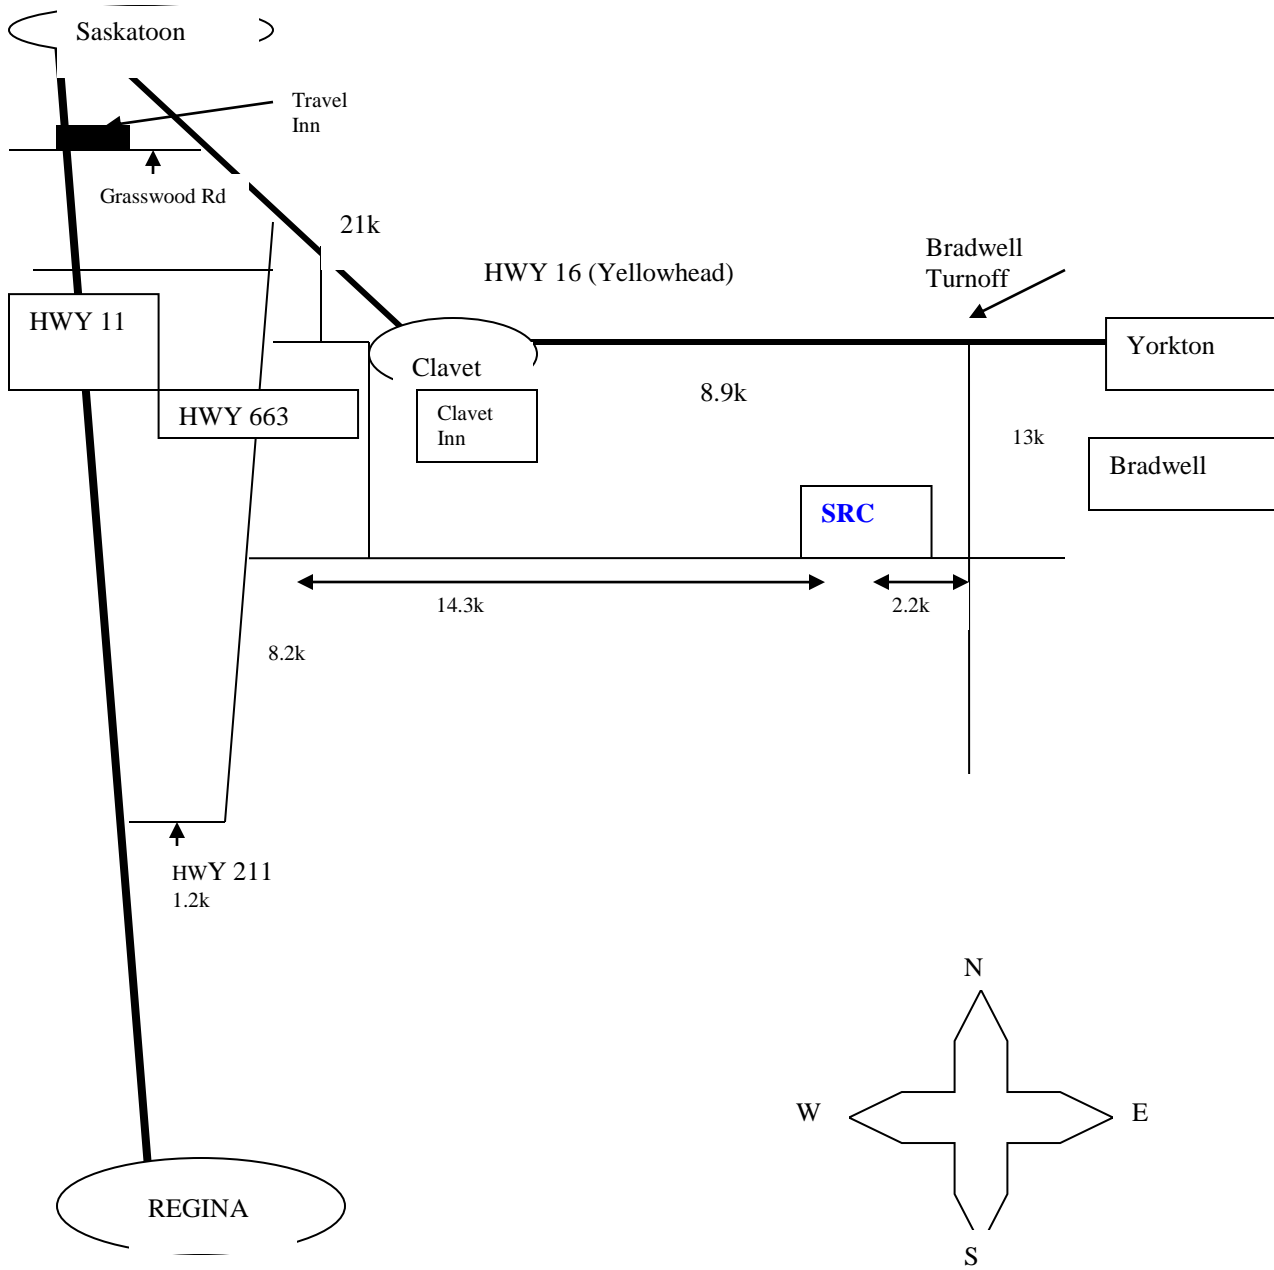 Saskatoon
Travel
Inn
Grasswood Rd
21k
Bradwell
Turnoff
HWY 16 (Yellowhead)
HWY 11
Yorkton
Clavet
8.9k
HWY 663
Clavet
Inn
13k
Bradwell
SRC
14.3k
2.2k
8.2k
HWY 211
1.2k
N
W
E
REGINA
S